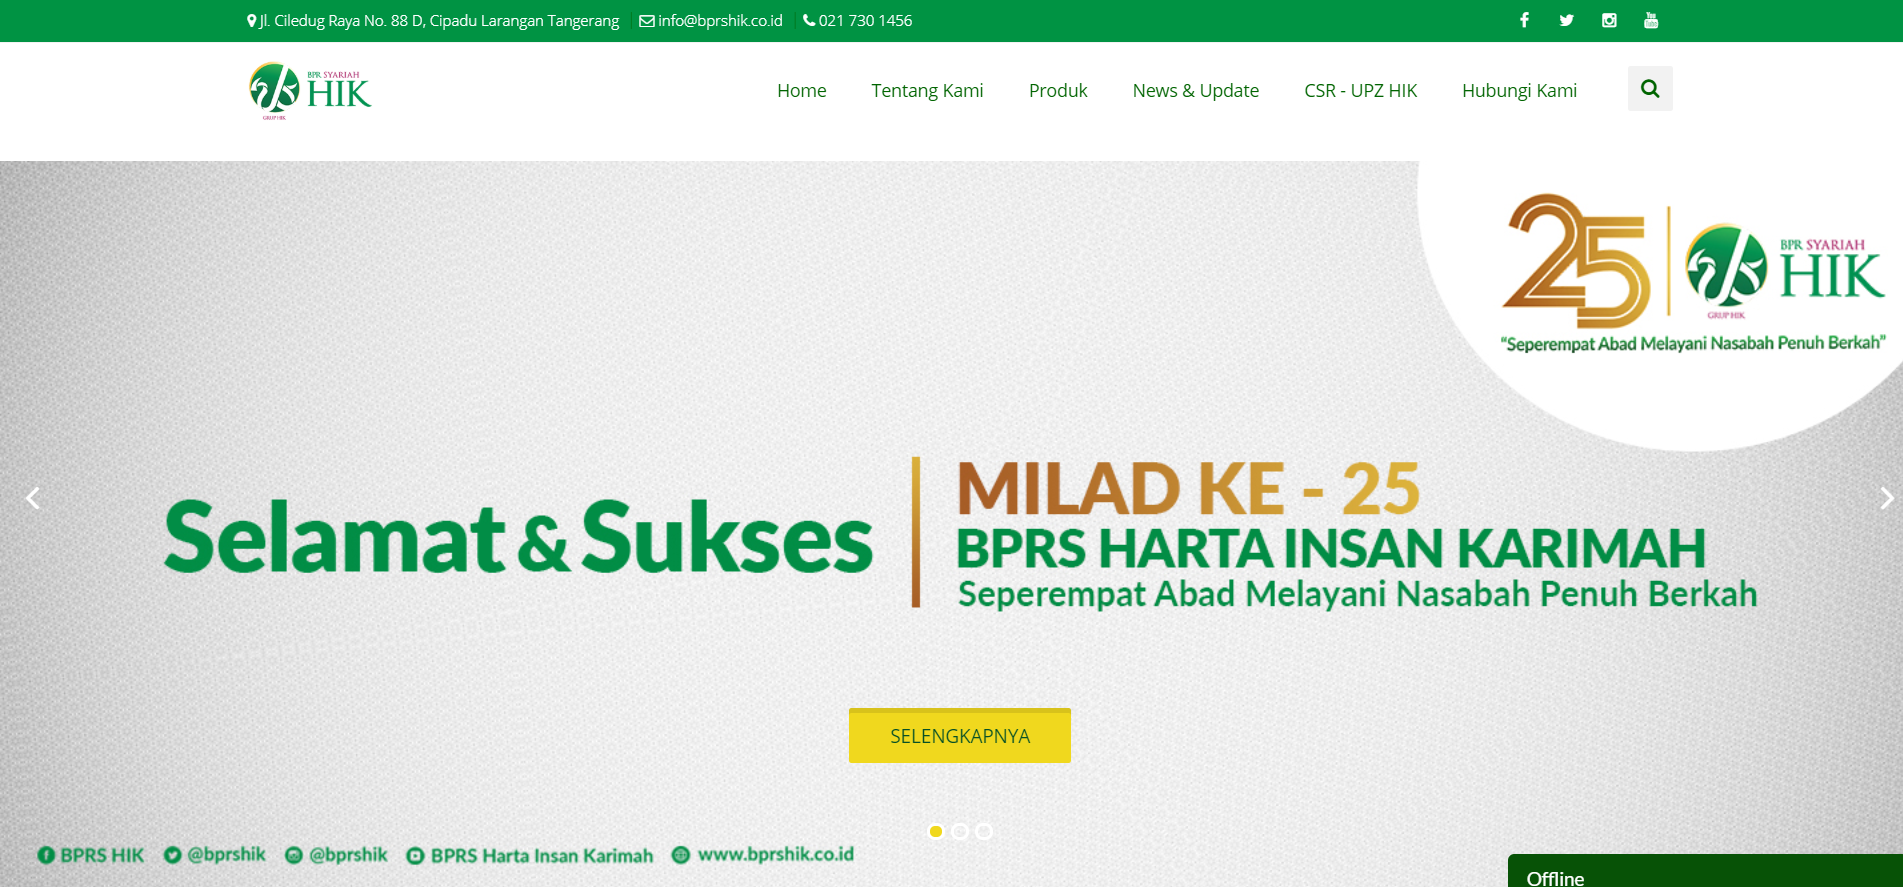 Jl. Ciledug Raya No. 88 D, Cipadu Larangan Tangerang info@bprshik.co.id 021 730 1456
BPR SYARIAH
HIK
GRUP HIK
Home Tentang Kami Produk News & Update CSR - UPZ HIK Hubungi Kami
25
BPR SYARIAH
HIK
GRUP HIK
“Seperempat Abad Melayani Nasabah Penuh Berkah”
Selamat & Sukses
MILAD KE - 25
BPRS HARTA INSAN KARIMAH
Seperempat Abad Melayani Nasabah Penuh Berkah
SELENGKAPNYA
BPRS HIK @bprshik @bprshik BPRS Harta Insan Karimah www.bprshik.co.id
Offline